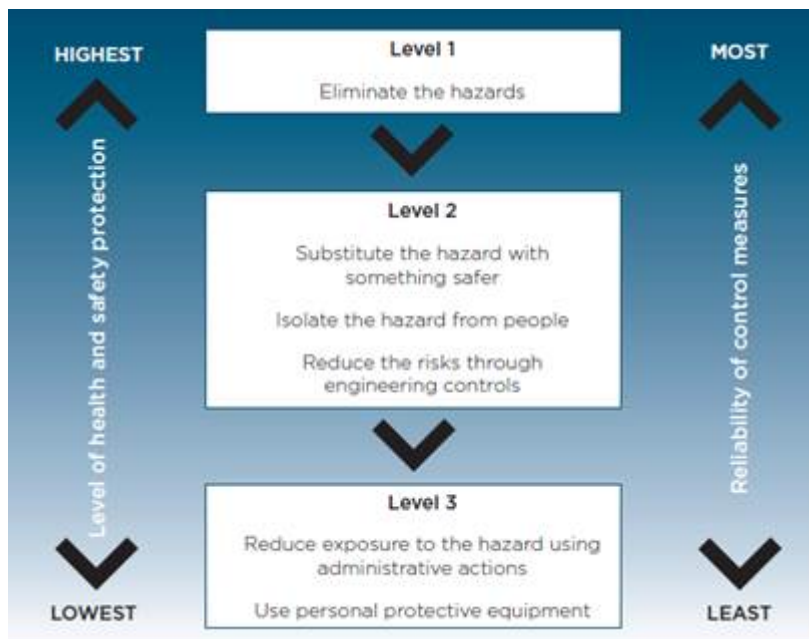 HIGHEST
Level 1
MOST
Eliminate the hazards
Level of health and safety protection
Level 2
Substitute the hazard with
something safer
Isolate the hazard from people
Reduce the risks through
engineering controls
Reliability of control measures
Level 3
Reduce exposure to the hazard using
administrative actions
Use personal protective equipment
LOWEST
LEAST